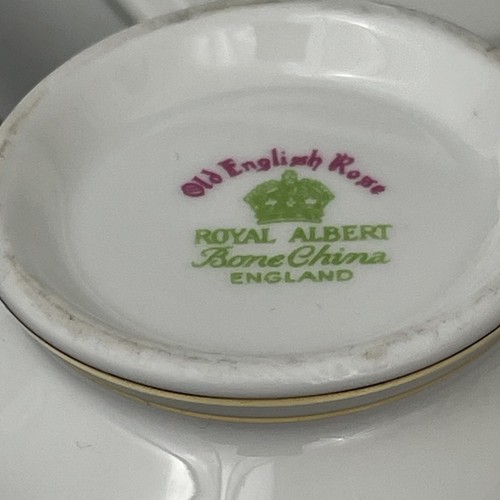 Old English Rose
ROYAL ALBERT
Bone China
ENGLAND